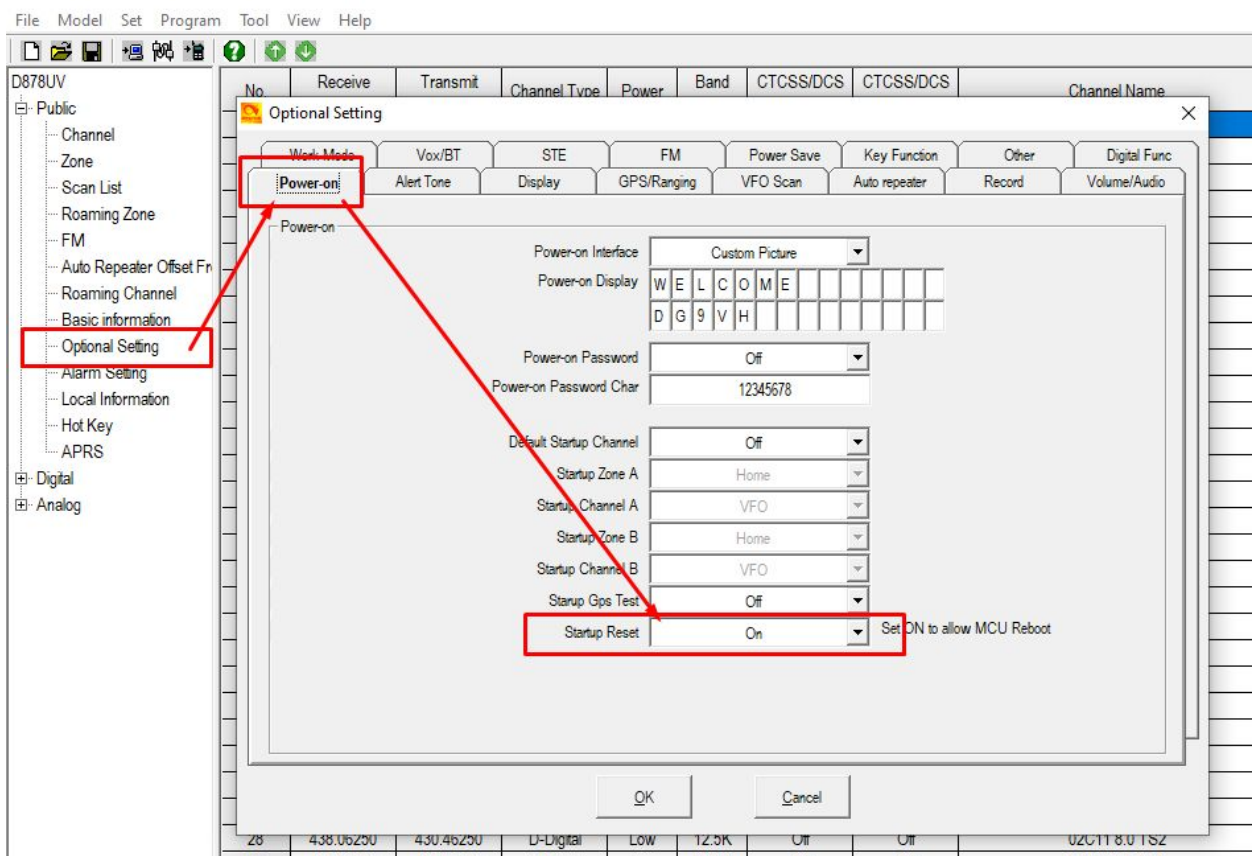 File Model Set Program Tool View Help
D878UV
Public
Channel
Zone
Scan List
Roaming Zone
FM
Auto Repeater Offset Fr
Roaming Channel
Basic information
Optional Setting
Alarm Setting
Local Information
Hot Key
APRS
Digital
Analog
No. Receive Transmit Channel Type Power Band CTCSS/DCS CTCSS/DCS Channel Name
Optional Setting
Work Mode Vox/BT STE FM Power Save Key Function Other Digital Func
Power-on Alert Tone Display GPS/Ranging VFO Scan Auto repeater Record Volume/Audio
Power-on
Power-on Interface Custom Picture
Power-on Display WELCOME
DG9VH
Power-on Password Off
Power-on Password Char 12345678
Default Startup Channel Off
Startup Zone A Home
Startup Channel A VFO
Startup Zone B Home
Startup Channel B VFO
Starup Gps Test Off
Startup Reset On Set ON to allow MCU Reboot
OK Cancel
28 438.06250 430.46250 D-Digital Low 12.5K Off Off 02C11 8.0 TS2